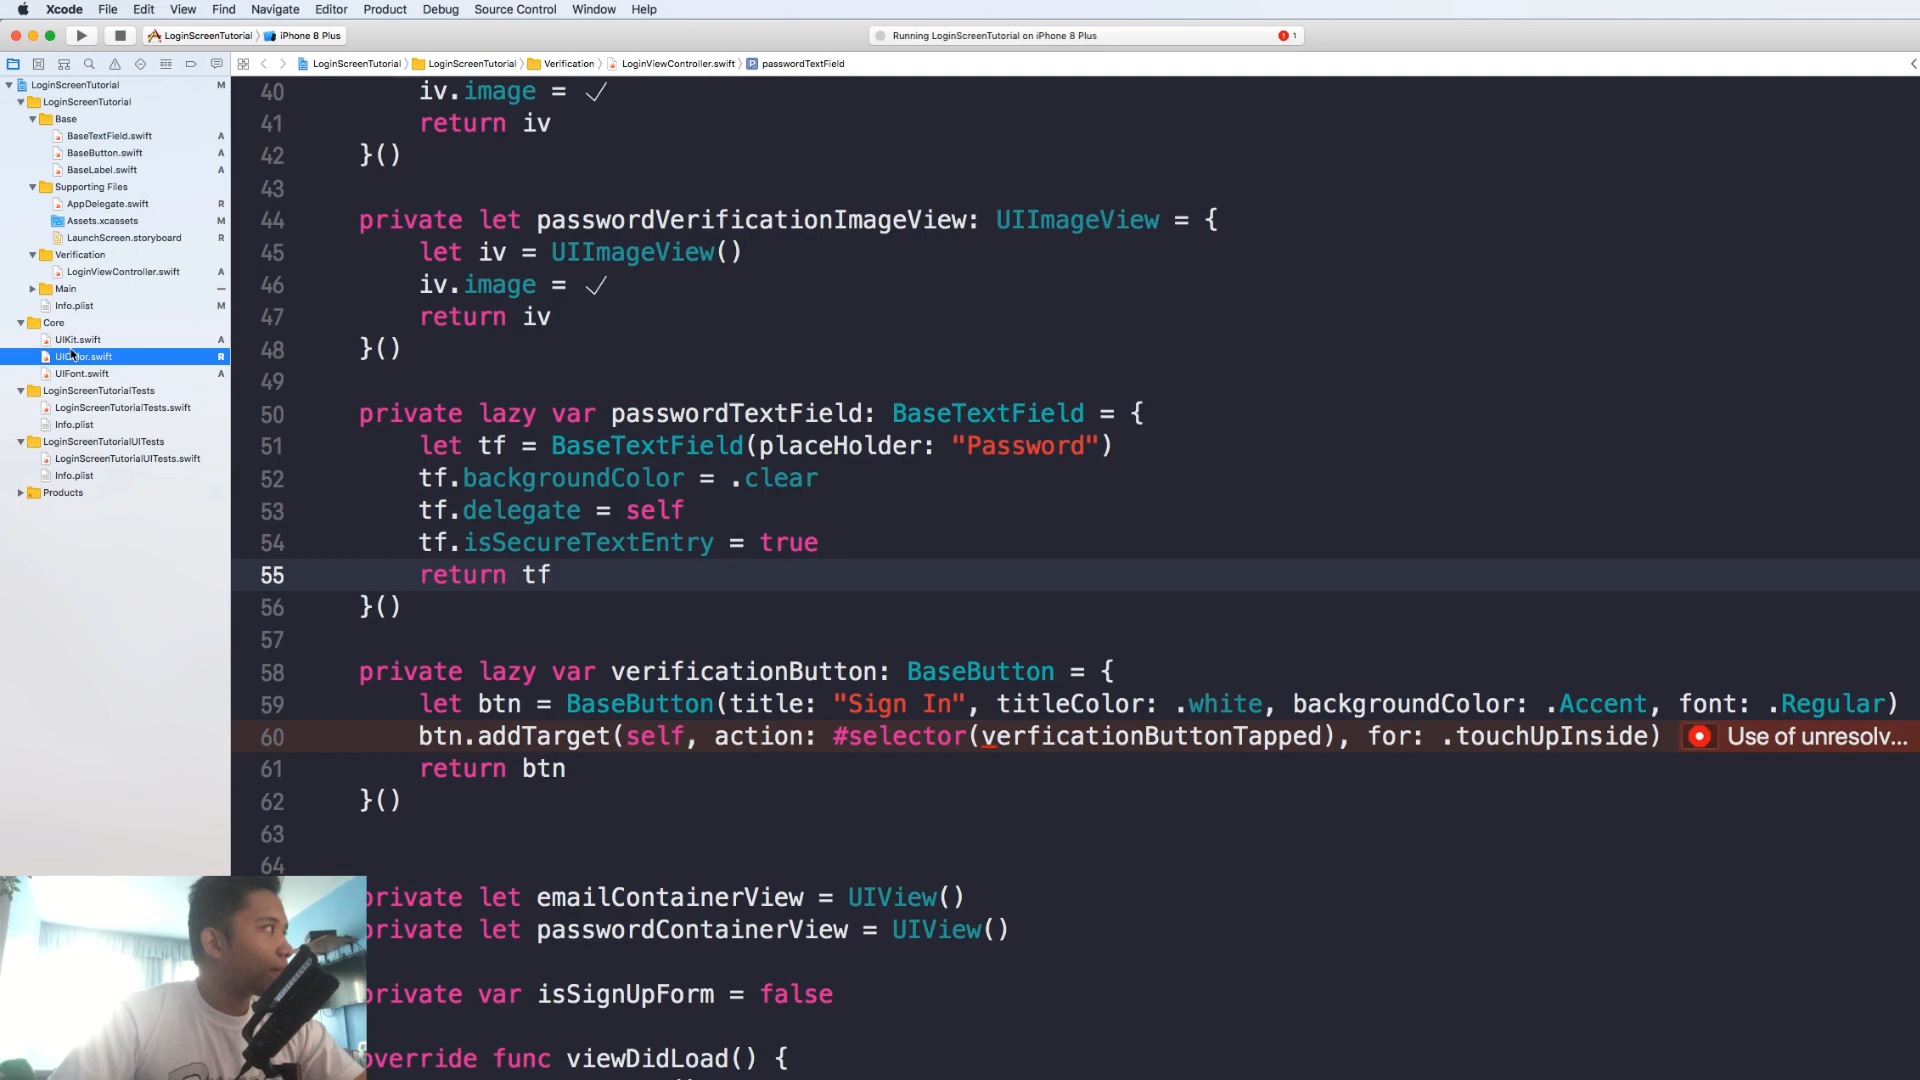 Xcode File Edit View Find Navigate Editor Product Debug Source Control Window Help
LoginScreenTutorial iPhone 8 Plus
Running LoginScreenTutorial on iPhone 8 Plus
1
LoginScreenTutorial LoginScreenTutorial Verification LoginViewController.swift P passwordTextField
LoginScreenTutorial M
LoginScreenTutorial
Base
BaseTextField.swift A
BaseButton.swift A
BaseLabel.swift A
Supporting Files
AppDelegate.swift R
Assets.xcassets M
LaunchScreen.storyboard R
Verification
LoginViewController.swift A
Main
Info.plist M
Core
UIKit.swift A
UIColor.swift R
UIFont.swift A
LoginScreenTutorialTests
LoginScreenTutorialTests.swift
Info.plist
LoginScreenTutorialUITests
LoginScreenTutorialUITests.swift
Info.plist
Products
40 iv.image = ✓
41 return iv
42 }()
43
44 private let passwordVerificationImageView: UIImageView = {
45 let iv = UIImageView()
46 iv.image = ✓
47 return iv
48 }()
49
50 private lazy var passwordTextField: BaseTextField = {
51 let tf = BaseTextField(placeHolder: "Password")
52 tf.backgroundColor = .clear
53 tf.delegate = self
54 tf.isSecureTextEntry = true
55 return tf
56 }()
57
58 private lazy var verificationButton: BaseButton = {
59 let btn = BaseButton(title: "Sign In", titleColor: .white, backgroundColor: .Accent, font: .Regular)
60 btn.addTarget(self, action: #selector(verficationButtonTapped), for: .touchUpInside) Use of unresolv...
61 return btn
62 }()
63
64
private let emailContainerView = UIView()
private let passwordContainerView = UIView()
private var isSignUpForm = false
override func viewDidLoad() {